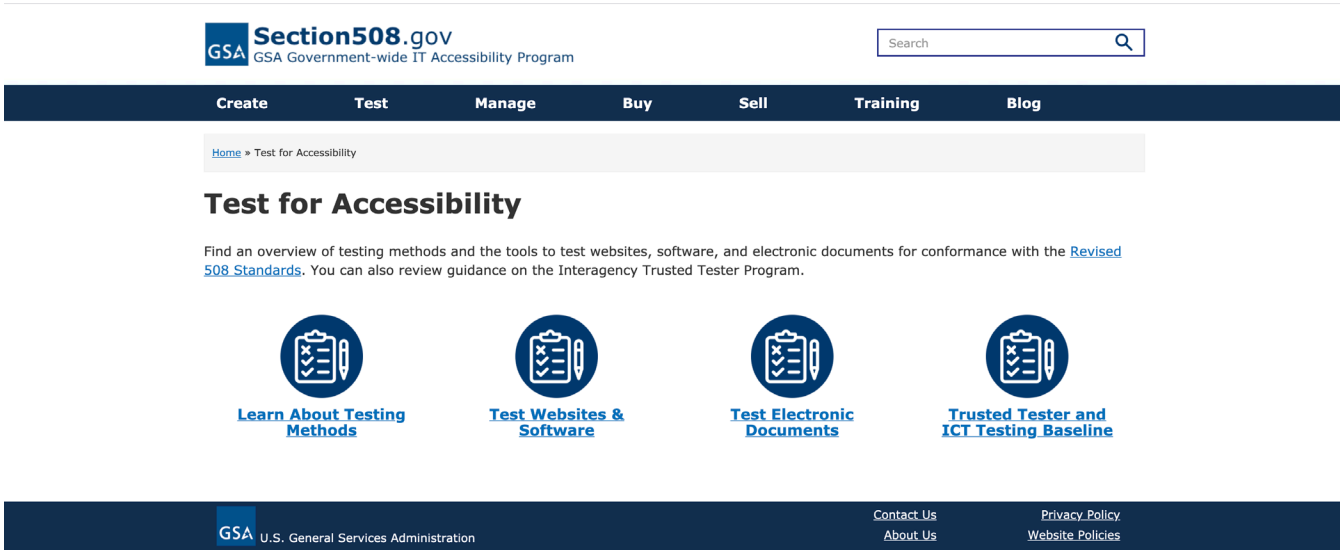 GSA
Section508.gov
GSA Government-wide IT Accessibility Program
Search
Create Test Manage Buy Sell Training Blog
Home » Test for Accessibility
Test for Accessibility
Find an overview of testing methods and the tools to test websites, software, and electronic documents for conformance with the Revised
508 Standards. You can also review guidance on the Interagency Trusted Tester Program.
Learn About Testing
Methods
Test Websites &
Software
Test Electronic
Documents
Trusted Tester and
ICT Testing Baseline
GSA U.S. General Services Administration
Contact Us
About Us
Privacy Policy
Website Policies